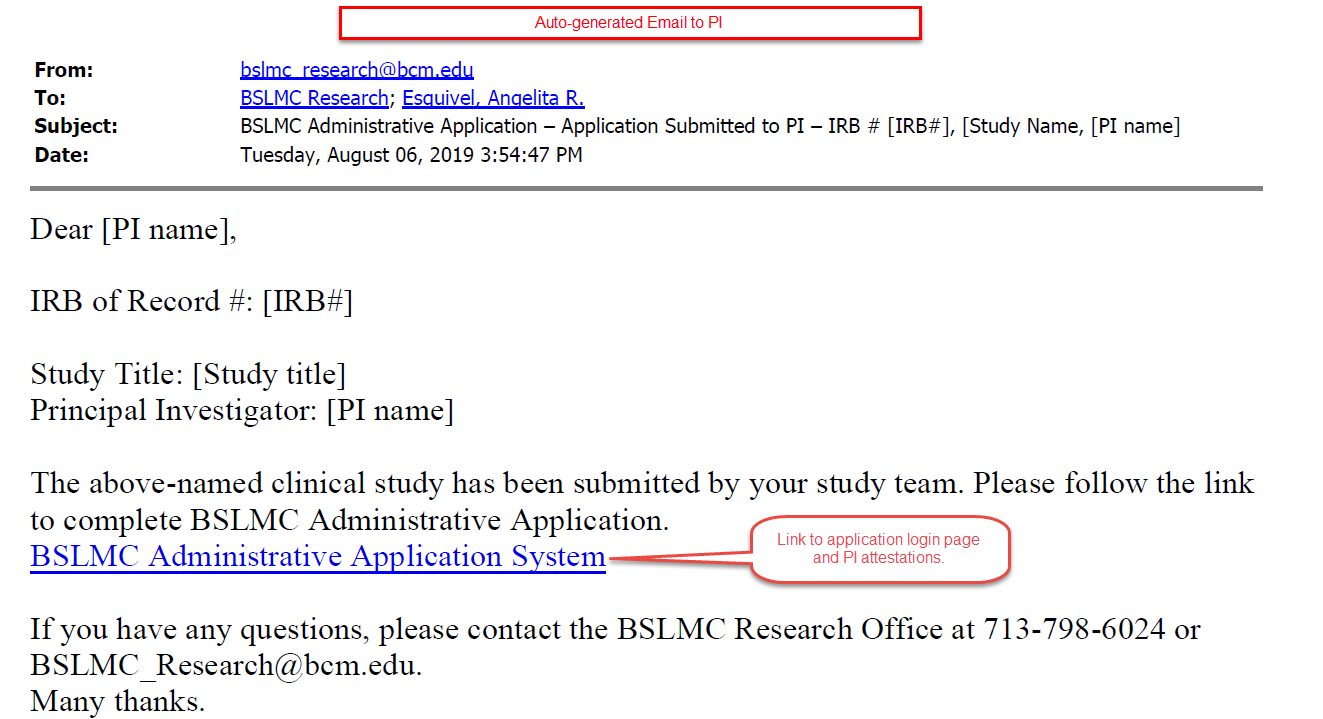 Auto-generated Email to PI
From: bslmc_research@bcm.edu
To: BSLMC Research; Esquivel, Angelita R.
Subject: BSLMC Administrative Application – Application Submitted to PI – IRB # [IRB#], [Study Name, [PI name]
Date: Tuesday, August 06, 2019 3:54:47 PM
Dear [PI name],
IRB of Record #: [IRB#]
Study Title: [Study title]
Principal Investigator: [PI name]
The above-named clinical study has been submitted by your study team. Please follow the link
to complete BSLMC Administrative Application.
BSLMC Administrative Application System
Link to application login page
and PI attestations.
If you have any questions, please contact the BSLMC Research Office at 713-798-6024 or
BSLMC_Research@bcm.edu.
Many thanks.